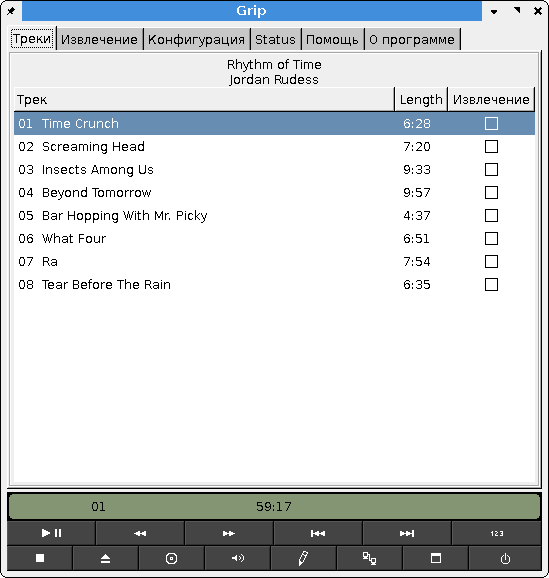 Grip
Треки Извлечение Конфигурация Status Помощь О программе
Rhythm of Time
Jordan Rudess
Трек Length Извлечение
01 Time Crunch 6:28
02 Screaming Head 7:20
03 Insects Among Us 9:33
04 Beyond Tomorrow 9:57
05 Bar Hopping With Mr. Picky 4:37
06 What Four 6:51
07 Ra 7:54
08 Tear Before The Rain 6:35
01 59:17
123